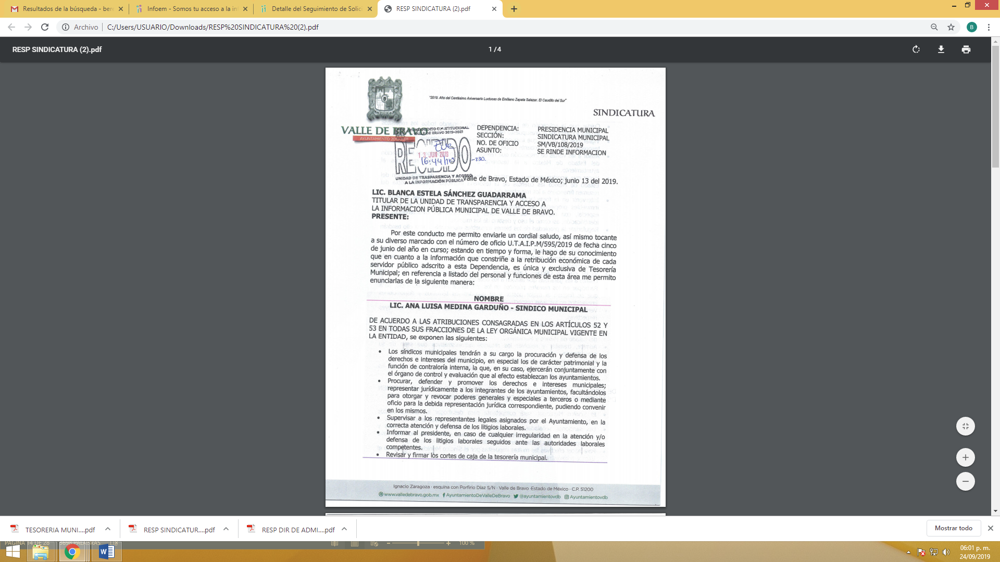 Resultados de la búsqueda - ber
Infoem - Somos tu acceso a la in
Detalle del Seguimiento de Solic
RESP SINDICATURA (2).pdf
Archivo
C:/Users/USUARIO/Downloads/RESP%20SINDICATURA%20(2).pdf
B
RESP SINDICATURA (2).pdf
1 / 4
"2019. Año del Centésimo Aniversario Luctuoso de Emiliano Zapata Salazar. El Caudillo del Sur"
SINDICATURA
VALLE DE BRAVO
AYUNTAMIENTO 2019-2021
AYUNTAMIENTO CONSTITUCIONAL
VALLE DE BRAVO 2019-2021
RECIBIDO
13 JUN 2019
16:44 hrs
-230.
UNIDAD DE TRASPARENCIA Y ACCESO
A LA INFORMACIÓN PÚBLICA
DEPENDENCIA: PRESIDENCIA MUNICIPAL
SECCIÓN: SINDICATURA MUNICIPAL
NO. DE OFICIO SM/VB/108/2019
ASUNTO: SE RINDE INFORMACION
Valle de Bravo, Estado de México; junio 13 del 2019.
LIC. BLANCA ESTELA SÁNCHEZ GUADARRAMA
TITULAR DE LA UNIDAD DE TRANSPARENCIA Y ACCESO A
LA INFORMACION PÚBLICA MUNICIPAL DE VALLE DE BRAVO.
PRESENTE:
Por este conducto me permito enviarle un cordial saludo, así mismo tocante
a su diverso marcado con el número de oficio U.T.A.I.P.M/595/2019 de fecha cinco
de junio del año en curso; estando en tiempo y forma, le hago de su conocimiento
que en cuanto a la información que constriñe a la retribución económica de cada
servidor público adscrito a esta Dependencia, es única y exclusiva de Tesorería
Municipal; en referencia a listado del personal y funciones de esta área me permito
enunciarlas de la siguiente manera:
NOMBRE
LIC. ANA LUISA MEDINA GARDUÑO - SINDICO MUNICIPAL
DE ACUERDO A LAS ATRIBUCIONES CONSAGRADAS EN LOS ARTÍCULOS 52 Y
53 EN TODAS SUS FRACCIONES DE LA LEY ORGÁNICA MUNICIPAL VIGENTE EN
LA ENTIDAD, se exponen las siguientes:
• Los síndicos municipales tendrán a su cargo la procuración y defensa de los
derechos e intereses del municipio, en especial los de carácter patrimonial y la
función de contraloría interna, la que, en su caso, ejercerán conjuntamente con
el órgano de control y evaluación que al efecto establezcan los ayuntamientos.
• Procurar, defender y promover los derechos e intereses municipales;
representar jurídicamente a los integrantes de los ayuntamientos, facultándolos
para otorgar y revocar poderes generales y especiales a terceros o mediante
oficio para la debida representación jurídica correspondiente, pudiendo convenir
en los mismos.
• Supervisar a los representantes legales asignados por el Ayuntamiento, en la
correcta atención y defensa de los litigios laborales.
• Informar al presidente, en caso de cualquier irregularidad en la atención y/o
defensa de los litigios laborales seguidos ante las autoridades laborales
competentes.
• Revisar y firmar los cortes de caja de la tesorería municipal.
Ignacio Zaragoza · esquina con Porfirio Díaz S/N · Valle de Bravo · Estado de México · C.P. 51200
www.valledebravo.gob.mx AyuntamientoDeValleDeBravo @ayuntamientovdb Ayuntamientovdb
TESORERIA MUNI....pdf
RESP SINDICATUR....pdf
RESP DIR DE ADMI....pdf
Mostrar todo
PÁGINA 14 DE 28
100 %
06:01 p. m.
24/09/2019